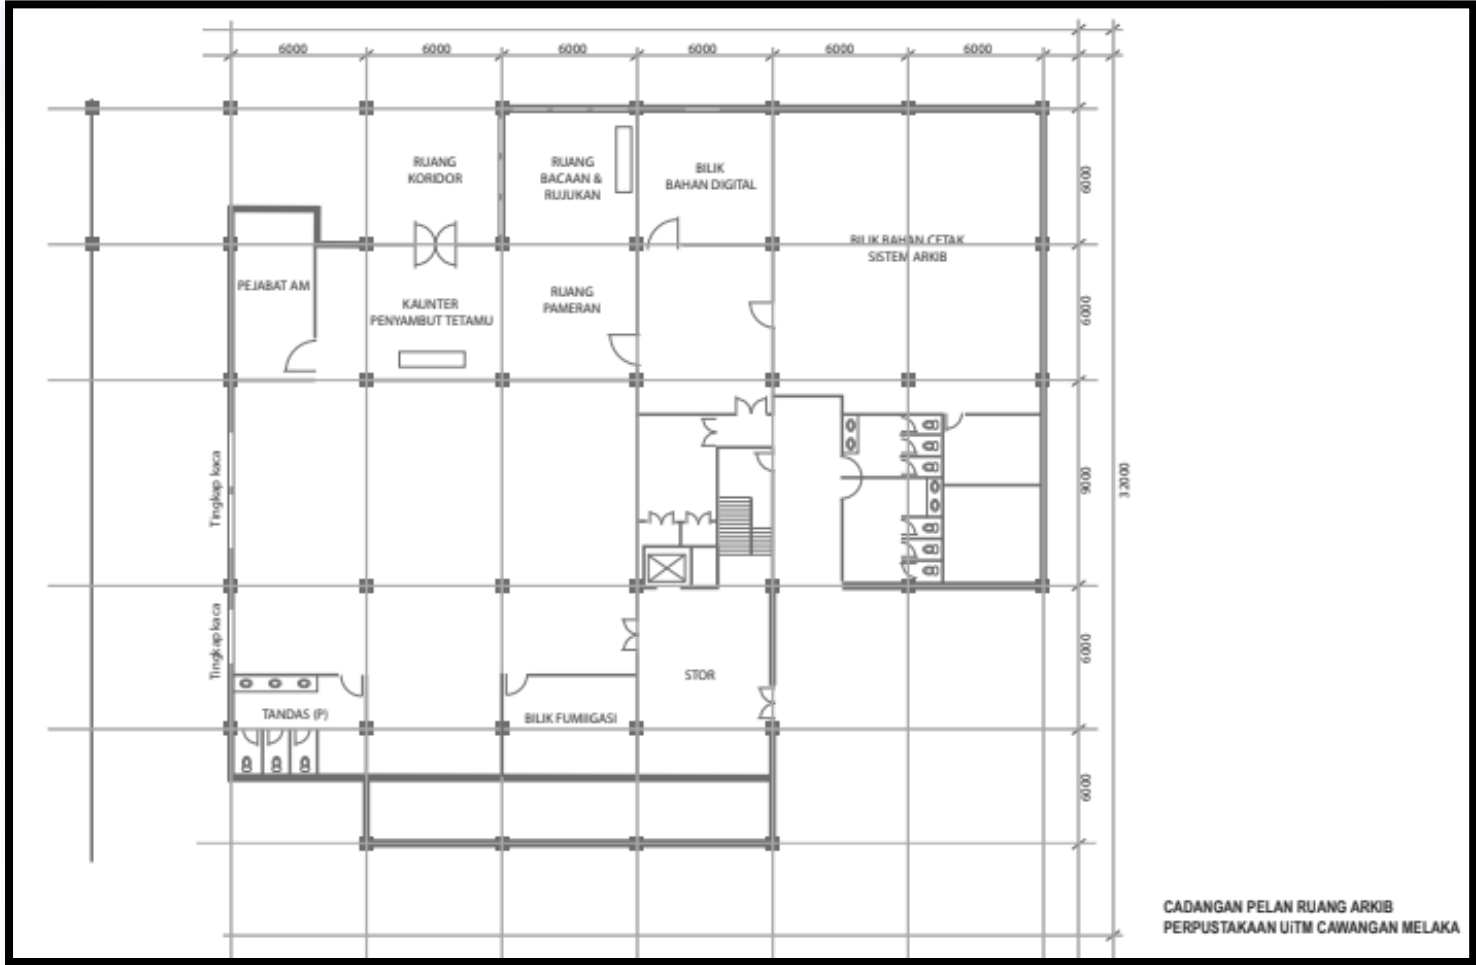 6000 6000 6000 6000 6000 6000
RUANG
KORIDOR
RUANG
BACAAN &
RUJUKAN
BILIK
BAHAN DIGITAL
6000
BILIK BAHAN CETAK
SISTEM ARKIB
PEJABAT AM
KAUNTER
PENYAMBUT TETAMU
RUANG
PAMERAN
6000
Tingkap kaca
9000
32000
Tingkap kaca
6000
STOR
TANDAS (P)
BILIK FUMIIGASI
6000
CADANGAN PELAN RUANG ARKIB
PERPUSTAKAAN UiTM CAWANGAN MELAKA